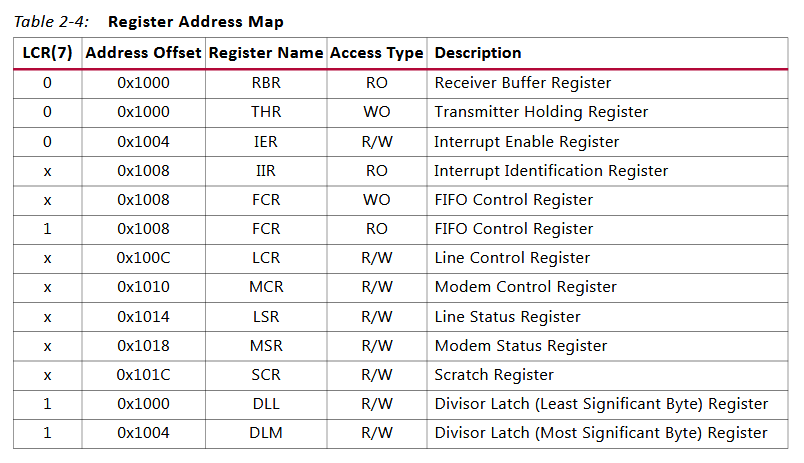 Table 2-4: Register Address Map
LCR(7) Address Offset Register Name Access Type Description
0 0x1000 RBR RO Receiver Buffer Register
0 0x1000 THR WO Transmitter Holding Register
0 0x1004 IER R/W Interrupt Enable Register
x 0x1008 IIR RO Interrupt Identification Register
x 0x1008 FCR WO FIFO Control Register
1 0x1008 FCR RO FIFO Control Register
x 0x100C LCR R/W Line Control Register
x 0x1010 MCR R/W Modem Control Register
x 0x1014 LSR R/W Line Status Register
x 0x1018 MSR R/W Modem Status Register
x 0x101C SCR R/W Scratch Register
1 0x1000 DLL R/W Divisor Latch (Least Significant Byte) Register
1 0x1004 DLM R/W Divisor Latch (Most Significant Byte) Register